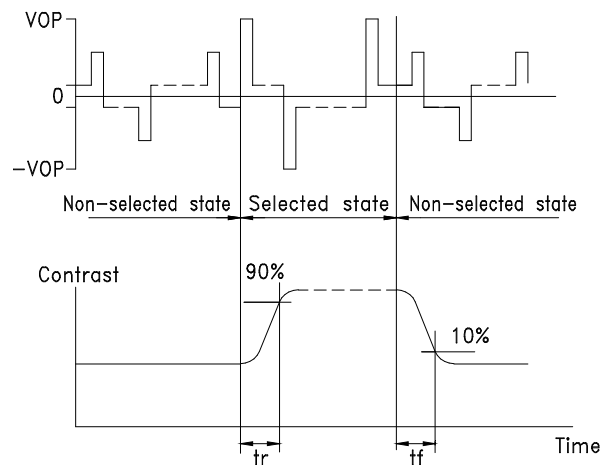 VOP
0
-VOP
Non-selected state
Selected state
Non-selected state
Contrast
90%
10%
Time
tr
tf